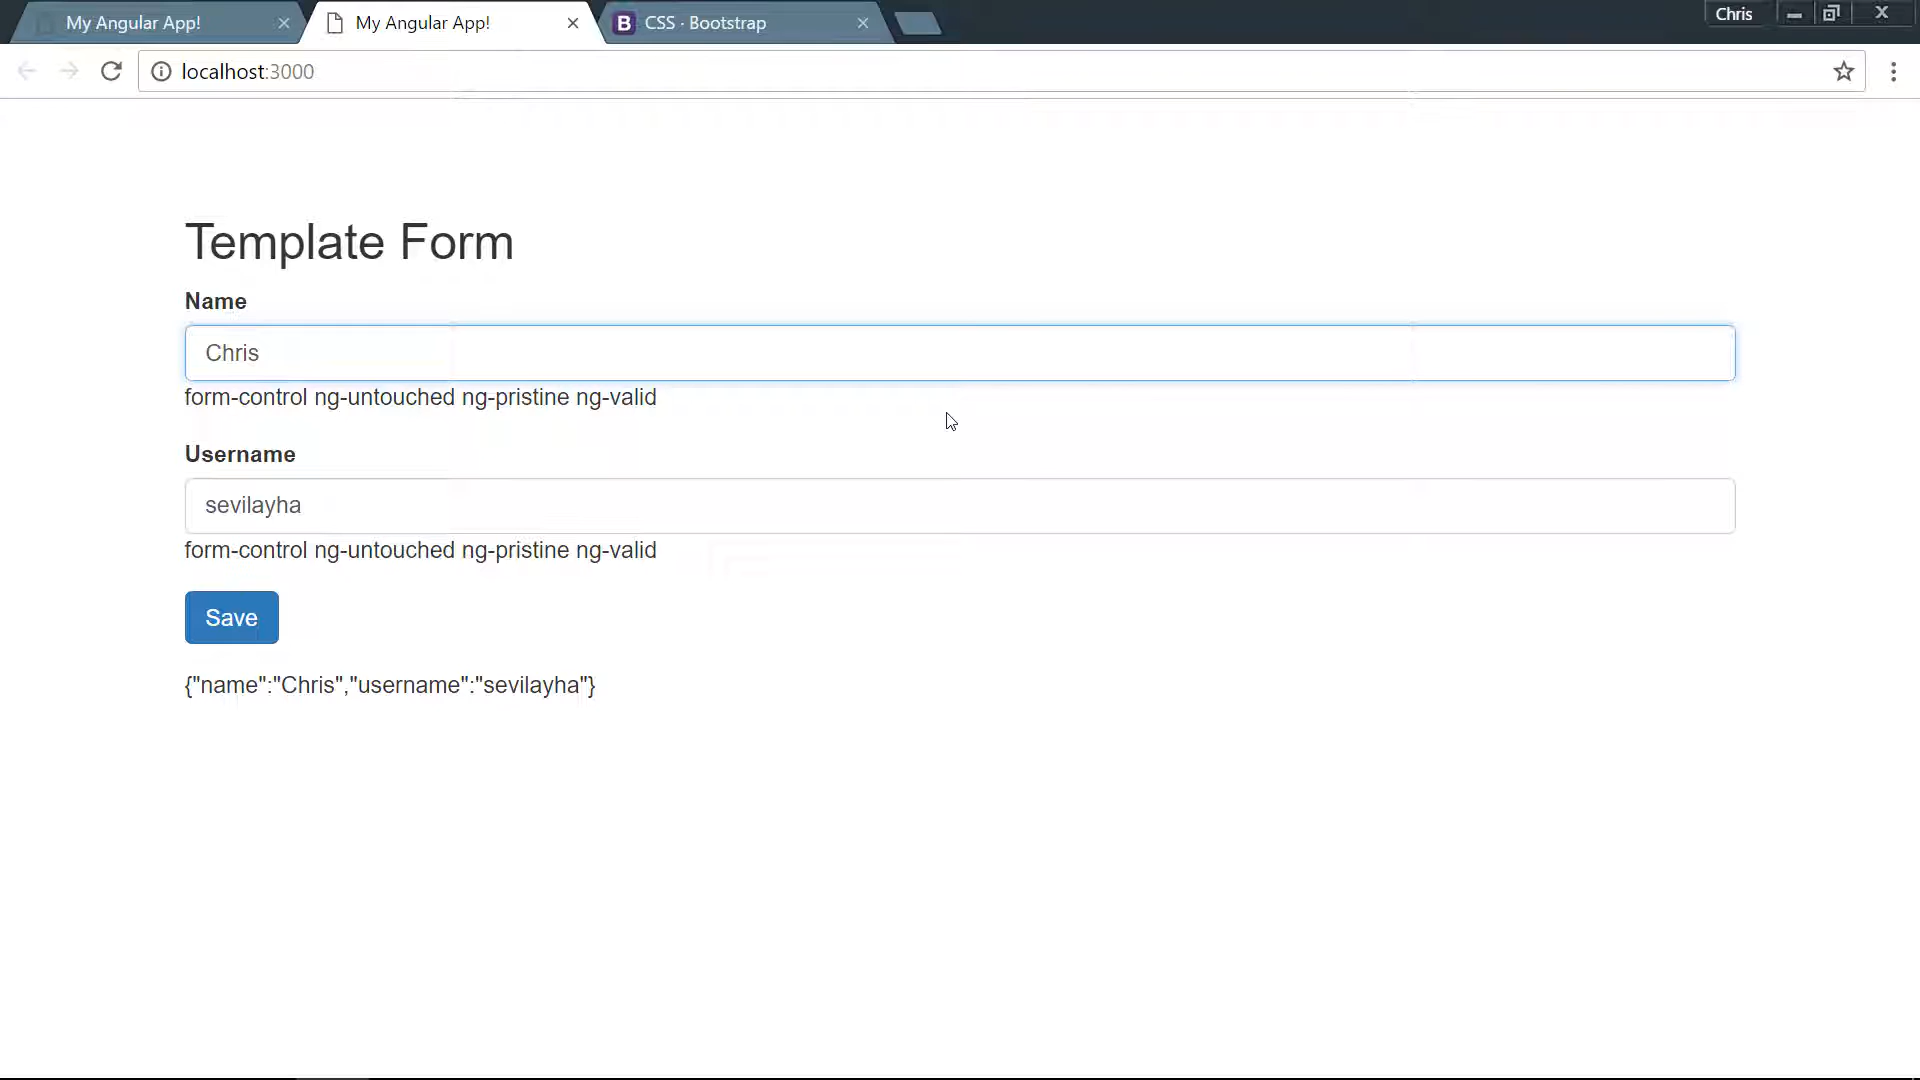 My Angular App!
My Angular App!
B CSS · Bootstrap
Chris
localhost:3000
Template Form
Name
Chris
form-control ng-untouched ng-pristine ng-valid
Username
sevilayha
form-control ng-untouched ng-pristine ng-valid
Save
{"name":"Chris","username":"sevilayha"}